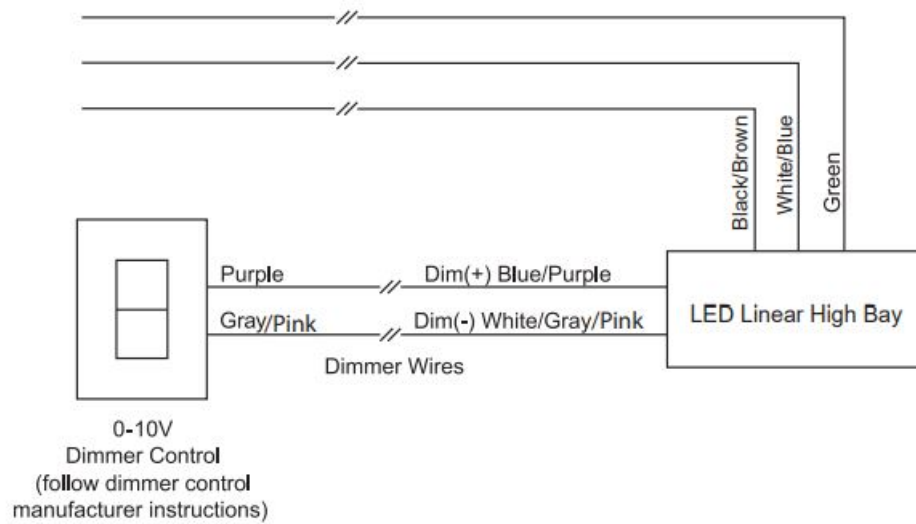 Black/Brown
White/Blue
Green
Purple
Dim(+) Blue/Purple
Gray/Pink
Dim(-) White/Gray/Pink
LED Linear High Bay
Dimmer Wires
0-10V
Dimmer Control
(follow dimmer control
manufacturer instructions)